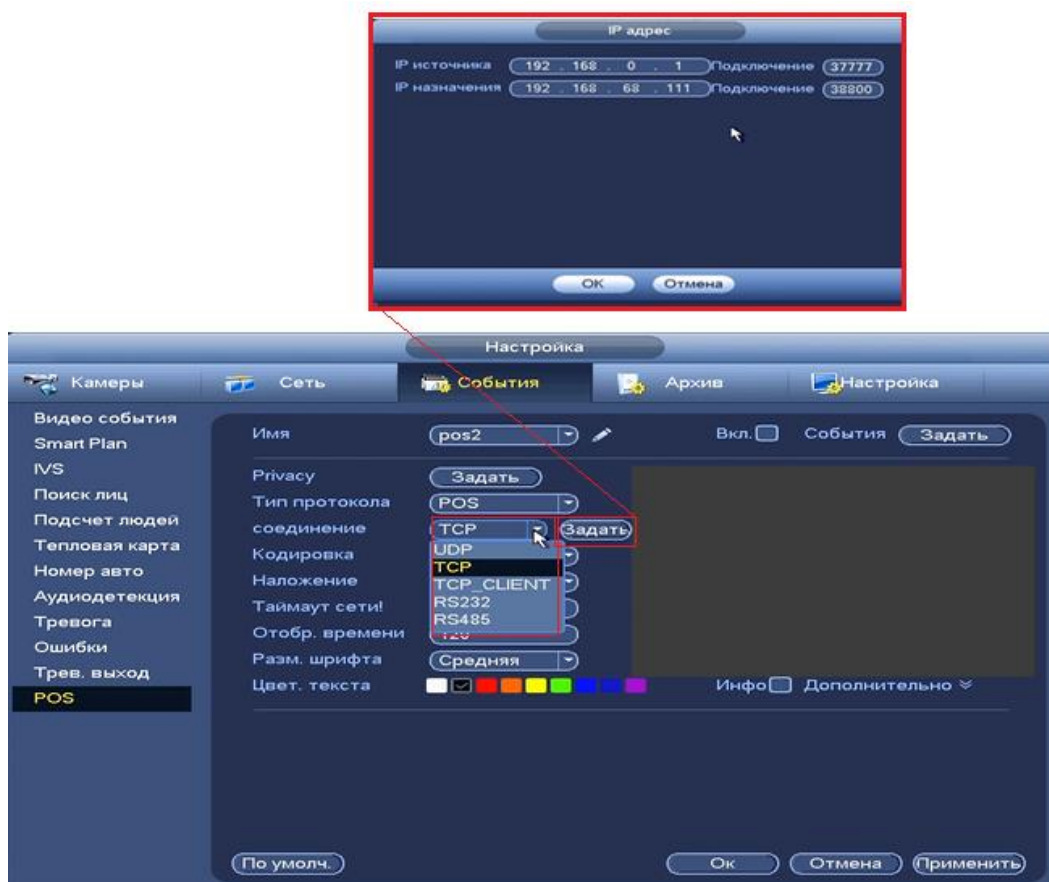 IP адрес
IP источника 192 . 168 . 0 . 1 Подключение 37777
IP назначения 192 . 168 . 68 . 111 Подключение 38800
OK Отмена
Настройка
Камеры Сеть События Архив Настройка
Видео события
Smart Plan
IVS
Поиск лиц
Подсчет людей
Тепловая карта
Номер авто
Аудиодетекция
Тревога
Ошибки
Трев. выход
POS
Имя pos2 Вкл. События Задать
Privacy Задать
Тип протокола POS
соединение TCP Задать
UDP
TCP
TCP_CLIENT
RS232
RS485
Кодировка
Наложение
Таймаут сети!
Отобр. времени 120
Разм. шрифта Средняя
Цвет. текста Инфо Дополнительно
По умолч. Ок Отмена Применить